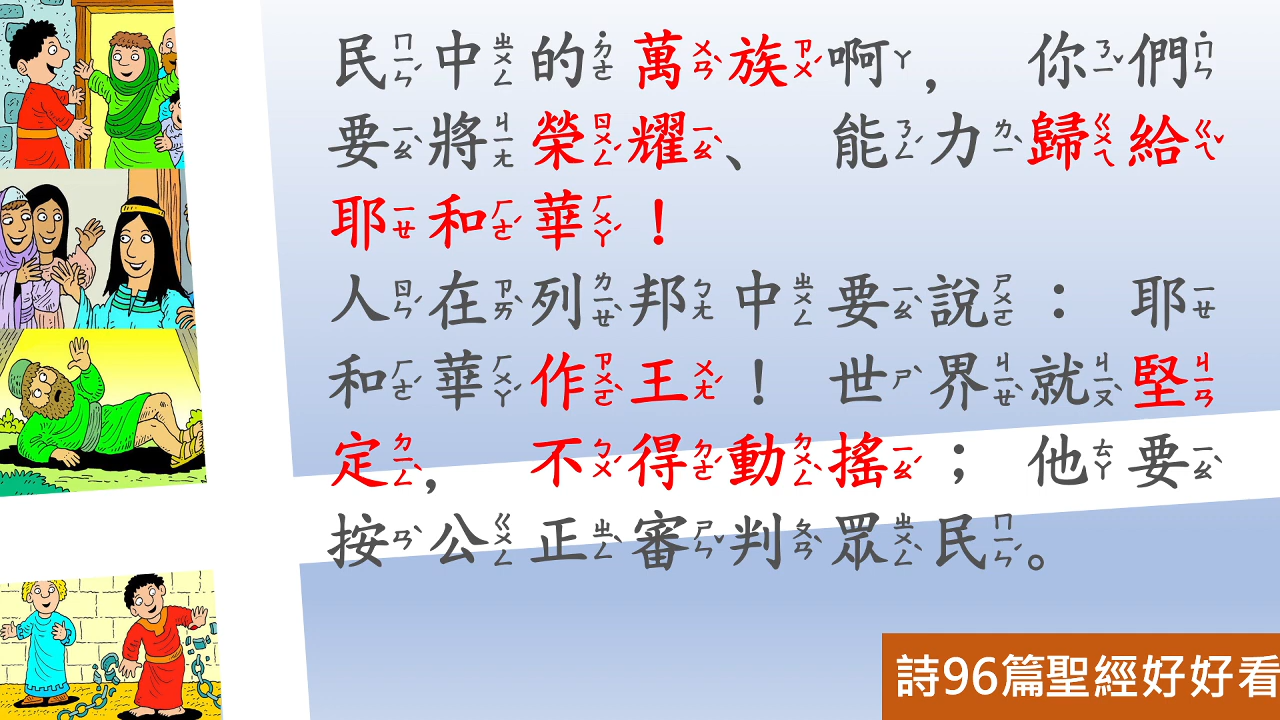 民中的萬族啊， 你們
要將榮耀、 能力歸給
耶和華！
人在列邦中要說： 耶
和華作王！ 世界就堅
定， 不得動搖；他要
按公正審判眾民。
詩96篇聖經好好看